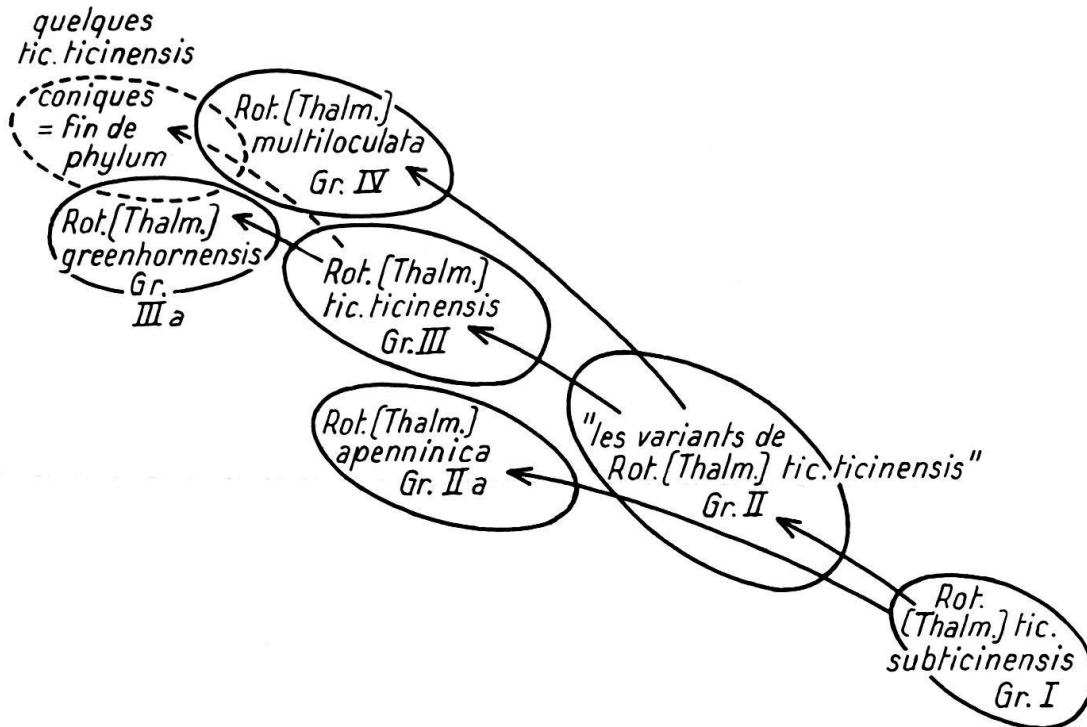 quelques
tic. ticinensis
coniques
= fin de
phylum
Rot. [Thalm.]
multiloculata
Gr. IV
Rot. [Thalm.]
greenhornensis
Gr.
III a
Rot. [Thalm.]
tic. ticinensis
Gr. III
Rot. [Thalm.]
apenninica
Gr. II a
"les variants de
Rot. [Thalm.] tic. ticinensis"
Gr. II
Rot.
[Thalm.] tic.
subticinensis
Gr. I